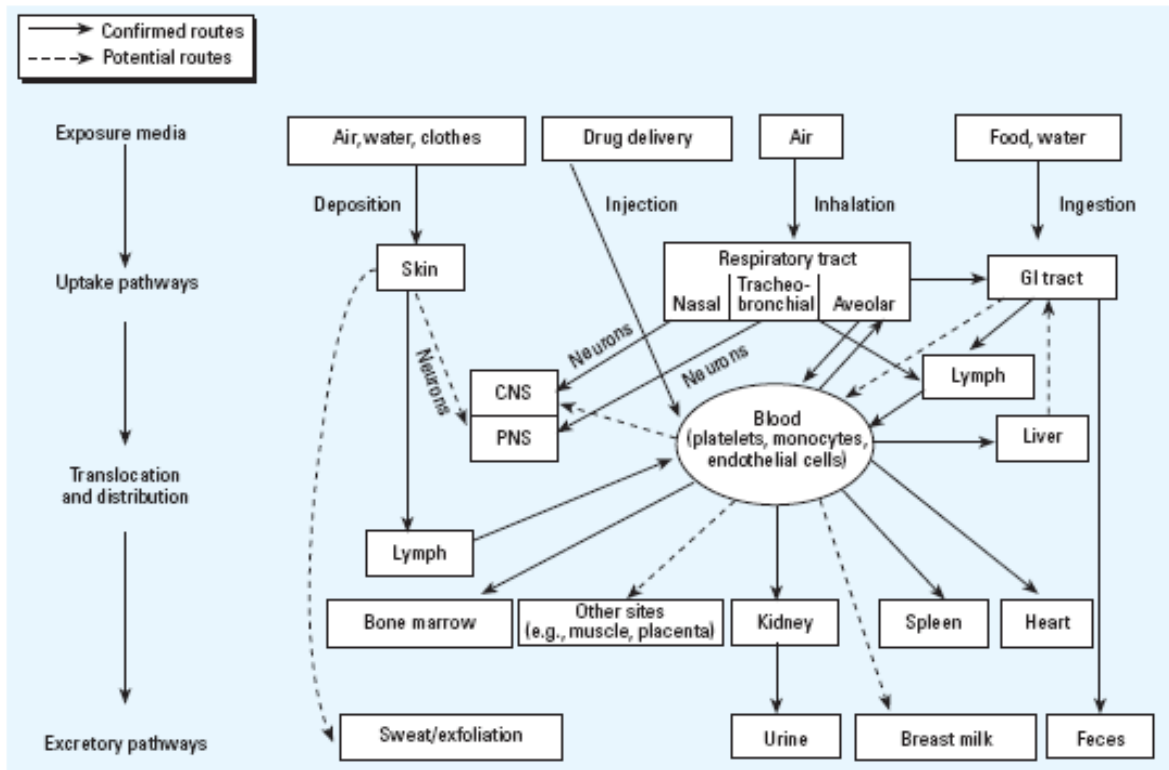 Confirmed routes
Potential routes
Exposure media
Air, water, clothes
Drug delivery
Air
Food, water
Deposition
Injection
Inhalation
Ingestion
Uptake pathways
Skin
Respiratory tract
Nasal
Tracheo-
bronchial
Aveolar
GI tract
Neurons
Neurons
Neurons
CNS
PNS
Lymph
Blood
(platelets, monocytes,
endothelial cells)
Liver
Translocation
and distribution
Lymph
Bone marrow
Other sites
(e.g., muscle, placenta)
Kidney
Spleen
Heart
Excretory pathways
Sweat/exfoliation
Urine
Breast milk
Feces